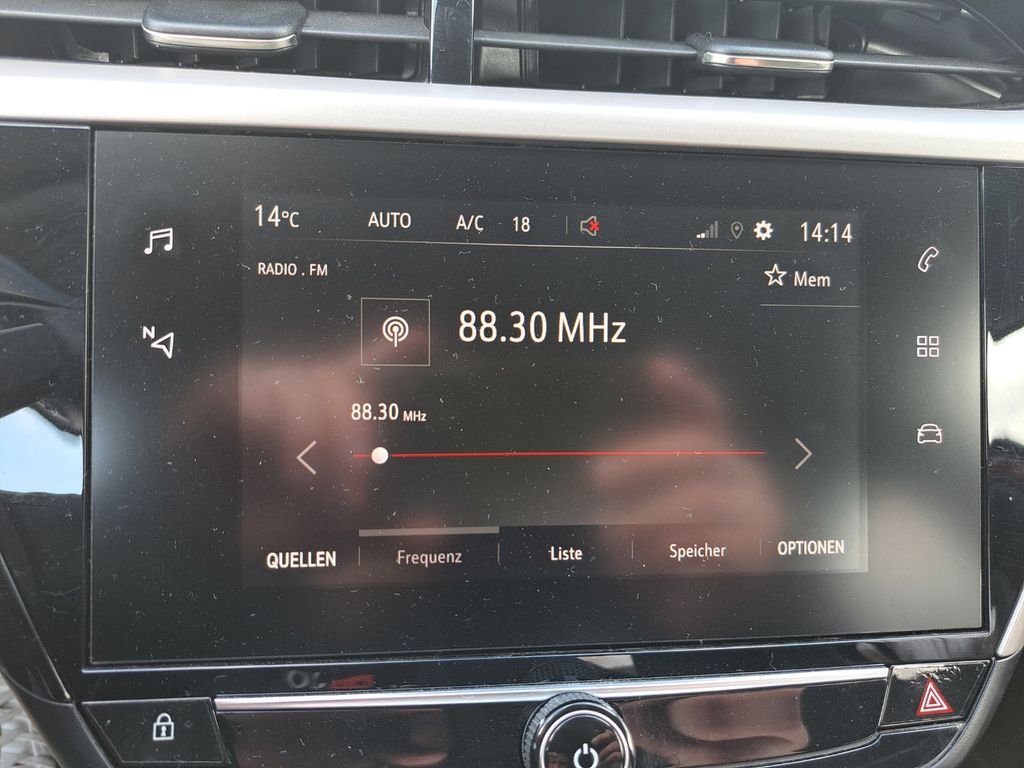 14°C AUTO A/C 18 14:14
RADIO . FM
Mem
88.30 MHz
88.30 MHz
N
QUELLEN Frequenz Liste Speicher OPTIONEN